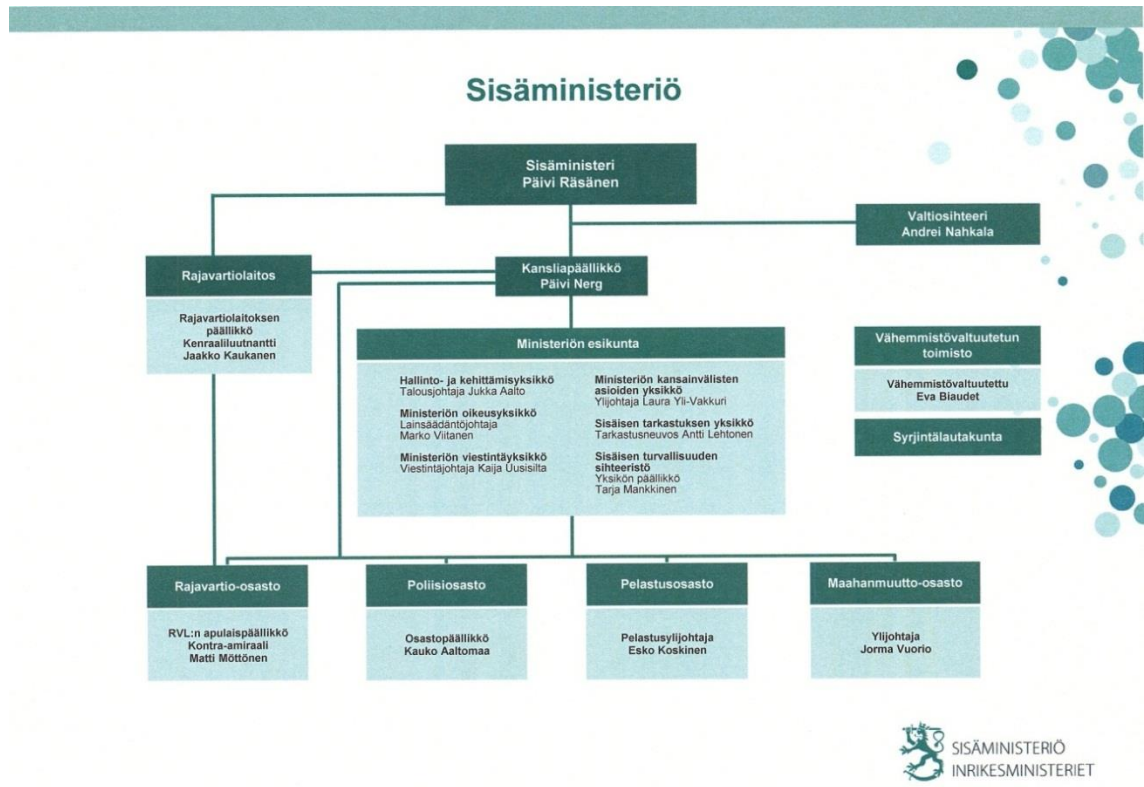 Sisäministeriö
Sisäministeri
Päivi Räsänen
Valtiosihteeri
Andrei Nahkala
Rajavartiolaitos
Rajavartiolaitoksen
päällikkö
Kenraaliluutnantti
Jaakko Kaukanen
Kansliapäällikkö
Päivi Nerg
Ministeriön esikunta
Hallinto- ja kehittämisyksikkö
Talousjohtaja Jukka Aalto
Ministeriön oikeusyksikkö
Lainsäädäntöjohtaja
Marko Viitanen
Ministeriön viestintäyksikkö
Viestintäjohtaja Kaija Uusisilta
Ministeriön kansainvälisten
asioiden yksikkö
Ylijohtaja Laura Yli-Vakkuri
Sisäisen tarkastuksen yksikkö
Tarkastusneuvos Antti Lehtonen
Sisäisen turvallisuuden
sihteeristö
Yksikön päällikkö
Tarja Mankkinen
Vähemmistövaltuutetun
toimisto
Vähemmistövaltuutettu
Eva Biaudet
Syrjintälautakunta
Rajavartio-osasto
RVL:n apulaispäällikkö
Kontra-amiraali
Matti Möttönen
Poliisiosasto
Osastopäällikkö
Kauko Aaltomaa
Pelastusosasto
Pelastusylijohtaja
Esko Koskinen
Maahanmuutto-osasto
Ylijohtaja
Jorma Vuorio
SISÄMINISTERIÖ
INRIKESMINISTERIET